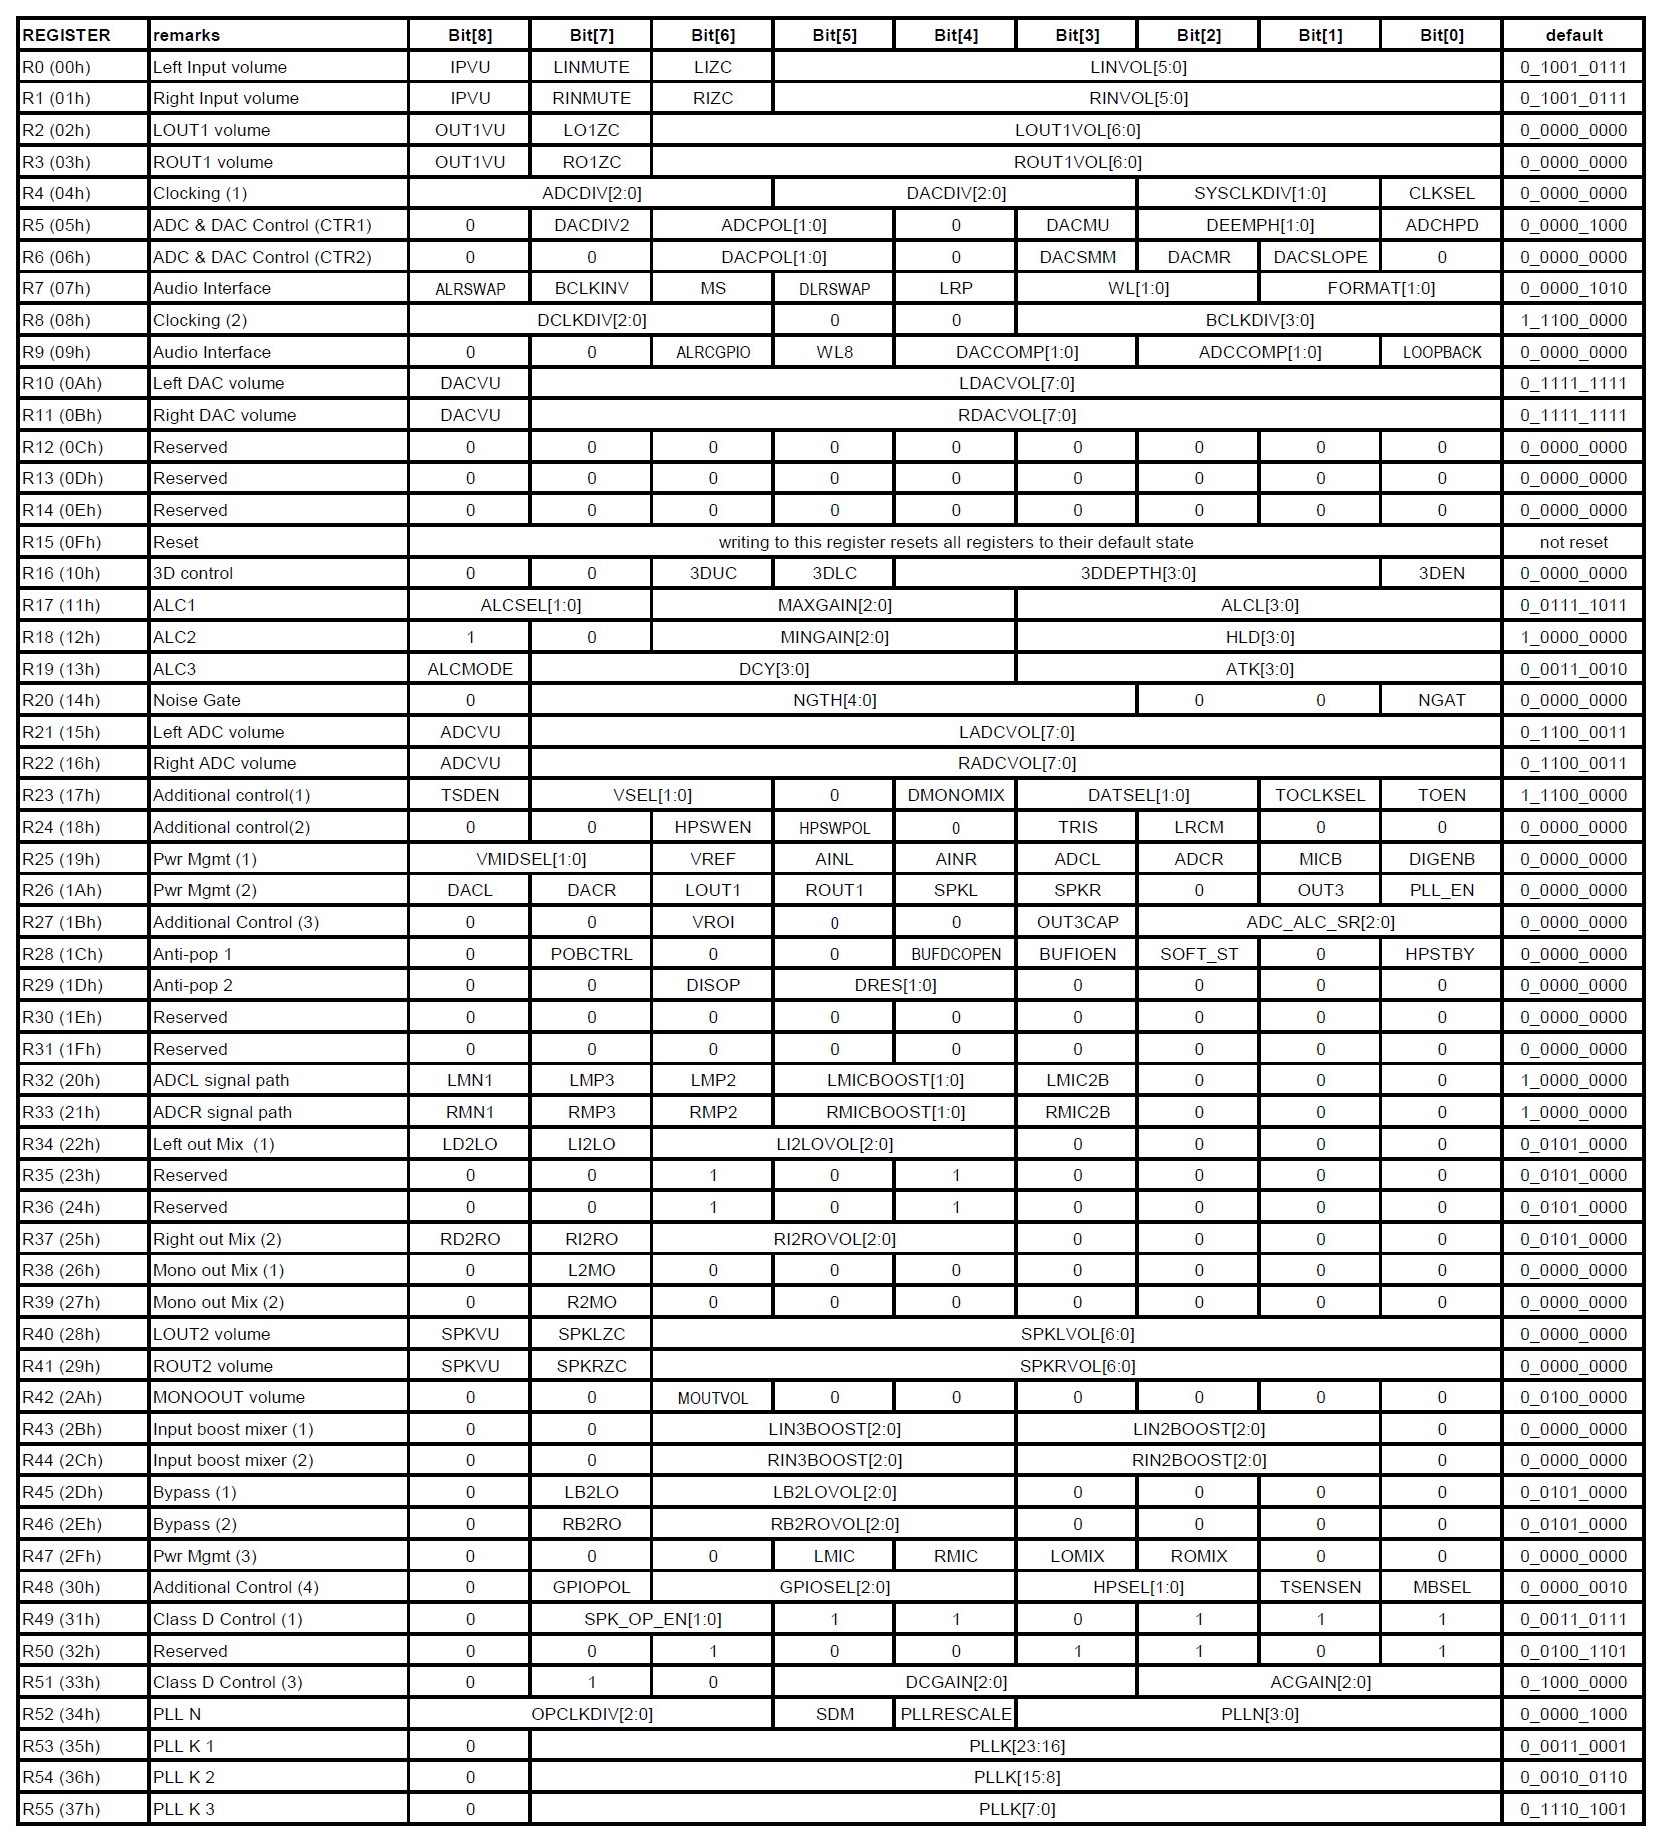 REGISTER remarks Bit[8] Bit[7] Bit[6] Bit[5] Bit[4] Bit[3] Bit[2] Bit[1] Bit[0] default
R0 (00h) Left Input volume IPVU LINMUTE LIZC LINVOL[5:0] 0_1001_0111
R1 (01h) Right Input volume IPVU RINMUTE RIZC RINVOL[5:0] 0_1001_0111
R2 (02h) LOUT1 volume OUT1VU LO1ZC LOUT1VOL[6:0] 0_0000_0000
R3 (03h) ROUT1 volume OUT1VU RO1ZC ROUT1VOL[6:0] 0_0000_0000
R4 (04h) Clocking (1) ADCDIV[2:0] DACDIV[2:0] SYSCLKDIV[1:0] CLKSEL 0_0000_0000
R5 (05h) ADC & DAC Control (CTR1) 0 DACDIV2 ADCPOL[1:0] 0 DACMU DEEMPH[1:0] ADCHPD 0_0000_1000
R6 (06h) ADC & DAC Control (CTR2) 0 0 DACPOL[1:0] 0 DACSMM DACMR DACSLOPE 0 0_0000_0000
R7 (07h) Audio Interface ALRSWAP BCLKINV MS DLRSWAP LRP WL[1:0] FORMAT[1:0] 0_0000_1010
R8 (08h) Clocking (2) DCLKDIV[2:0] 0 0 BCLKDIV[3:0] 1_1100_0000
R9 (09h) Audio Interface 0 0 ALRCGPIO WL8 DACCOMP[1:0] ADCCOMP[1:0] LOOPBACK 0_0000_0000
R10 (0Ah) Left DAC volume DACVU LDACVOL[7:0] 0_1111_1111
R11 (0Bh) Right DAC volume DACVU RDACVOL[7:0] 0_1111_1111
R12 (0Ch) Reserved 0 0 0 0 0 0 0 0 0 0_0000_0000
R13 (0Dh) Reserved 0 0 0 0 0 0 0 0 0 0_0000_0000
R14 (0Eh) Reserved 0 0 0 0 0 0 0 0 0 0_0000_0000
R15 (0Fh) Reset writing to this register resets all registers to their default state not reset
R16 (10h) 3D control 0 0 3DUC 3DLC 3DDEPTH[3:0] 3DEN 0_0000_0000
R17 (11h) ALC1 ALCSEL[1:0] MAXGAIN[2:0] ALCL[3:0] 0_0111_1011
R18 (12h) ALC2 1 0 MINGAIN[2:0] HLD[3:0] 1_0000_0000
R19 (13h) ALC3 ALCMODE DCY[3:0] ATK[3:0] 0_0011_0010
R20 (14h) Noise Gate 0 NGTH[4:0] 0 0 NGAT 0_0000_0000
R21 (15h) Left ADC volume ADCVU LADCVOL[7:0] 0_1100_0011
R22 (16h) Right ADC volume ADCVU RADCVOL[7:0] 0_1100_0011
R23 (17h) Additional control(1) TSDEN VSEL[1:0] 0 DMONOMIX DATSEL[1:0] TOCLKSEL TOEN 1_1100_0000
R24 (18h) Additional control(2) 0 0 HPSWEN HPSWPOL 0 TRIS LRCM 0 0 0_0000_0000
R25 (19h) Pwr Mgmt (1) VMIDSEL[1:0] VREF AINL AINR ADCL ADCR MICB DIGENB 0_0000_0000
R26 (1Ah) Pwr Mgmt (2) DACL DACR LOUT1 ROUT1 SPKL SPKR 0 OUT3 PLL_EN 0_0000_0000
R27 (1Bh) Additional Control (3) 0 0 VROI 0 0 OUT3CAP ADC_ALC_SR[2:0] 0_0000_0000
R28 (1Ch) Anti-pop 1 0 POBCTRL 0 0 BUFDCOPEN BUFIOEN SOFT_ST 0 HPSTBY 0_0000_0000
R29 (1Dh) Anti-pop 2 0 0 DISOP DRES[1:0] 0 0 0 0 0_0000_0000
R30 (1Eh) Reserved 0 0 0 0 0 0 0 0 0 0_0000_0000
R31 (1Fh) Reserved 0 0 0 0 0 0 0 0 0 0_0000_0000
R32 (20h) ADCL signal path LMN1 LMP3 LMP2 LMICBOOST[1:0] LMIC2B 0 0 0 1_0000_0000
R33 (21h) ADCR signal path RMN1 RMP3 RMP2 RMICBOOST[1:0] RMIC2B 0 0 0 1_0000_0000
R34 (22h) Left out Mix (1) LD2LO LI2LO LI2LOVOL[2:0] 0 0 0 0 0_0101_0000
R35 (23h) Reserved 0 0 1 0 1 0 0 0 0 0_0101_0000
R36 (24h) Reserved 0 0 1 0 1 0 0 0 0 0_0101_0000
R37 (25h) Right out Mix (2) RD2RO RI2RO RI2ROVOL[2:0] 0 0 0 0 0_0101_0000
R38 (26h) Mono out Mix (1) 0 L2MO 0 0 0 0 0 0 0 0_0000_0000
R39 (27h) Mono out Mix (2) 0 R2MO 0 0 0 0 0 0 0 0_0000_0000
R40 (28h) LOUT2 volume SPKVU SPKLZC SPKLVOL[6:0] 0_0000_0000
R41 (29h) ROUT2 volume SPKVU SPKRZC SPKRVOL[6:0] 0_0000_0000
R42 (2Ah) MONOOUT volume 0 0 MOUTVOL 0 0 0 0 0 0 0_0100_0000
R43 (2Bh) Input boost mixer (1) 0 0 LIN3BOOST[2:0] LIN2BOOST[2:0] 0 0_0000_0000
R44 (2Ch) Input boost mixer (2) 0 0 RIN3BOOST[2:0] RIN2BOOST[2:0] 0 0_0000_0000
R45 (2Dh) Bypass (1) 0 LB2LO LB2LOVOL[2:0] 0 0 0 0 0_0101_0000
R46 (2Eh) Bypass (2) 0 RB2RO RB2ROVOL[2:0] 0 0 0 0 0_0101_0000
R47 (2Fh) Pwr Mgmt (3) 0 0 0 LMIC RMIC LOMIX ROMIX 0 0 0_0000_0000
R48 (30h) Additional Control (4) 0 GPIOPOL GPIOSEL[2:0] HPSEL[1:0] TSENSEN MBSEL 0_0000_0010
R49 (31h) Class D Control (1) 0 SPK_OP_EN[1:0] 1 1 0 1 1 1 0_0011_0111
R50 (32h) Reserved 0 0 1 0 0 1 1 0 1 0_0100_1101
R51 (33h) Class D Control (3) 0 1 0 DCGAIN[2:0] ACGAIN[2:0] 0_1000_0000
R52 (34h) PLL N OPCLKDIV[2:0] SDM PLLRESCALE PLLN[3:0] 0_0000_1000
R53 (35h) PLL K 1 0 PLLK[23:16] 0_0011_0001
R54 (36h) PLL K 2 0 PLLK[15:8] 0_0010_0110
R55 (37h) PLL K 3 0 PLLK[7:0] 0_1110_1001